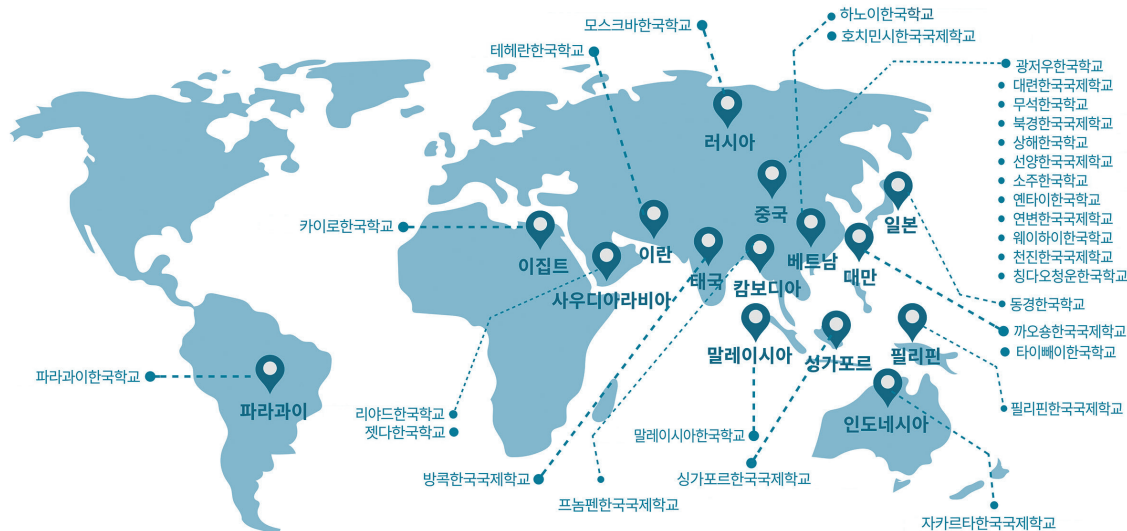 하노이한국학교
모스크바한국학교
호치민시한국국제학교
테헤란한국학교
광저우한국학교
대련한국국제학교
무석한국학교
북경한국국제학교
상해한국학교
선양한국국제학교
소주한국학교
옌타이한국학교
연변한국국제학교
웨이하이한국학교
천진한국국제학교
칭다오청운한국학교
러시아
중국
일본
카이로한국학교
이집트
이란
태국
캄보디아
베트남
대만
사우디아라비아
동경한국학교
까오숑한국국제학교
타이뻬이한국학교
말레이시아
싱가포르
필리핀
파라과이한국학교
파라과이
리야드한국학교
젯다한국학교
인도네시아
필리핀한국국제학교
말레이시아한국학교
방콕한국국제학교
싱가포르한국국제학교
프놈펜한국국제학교
자카르타한국국제학교